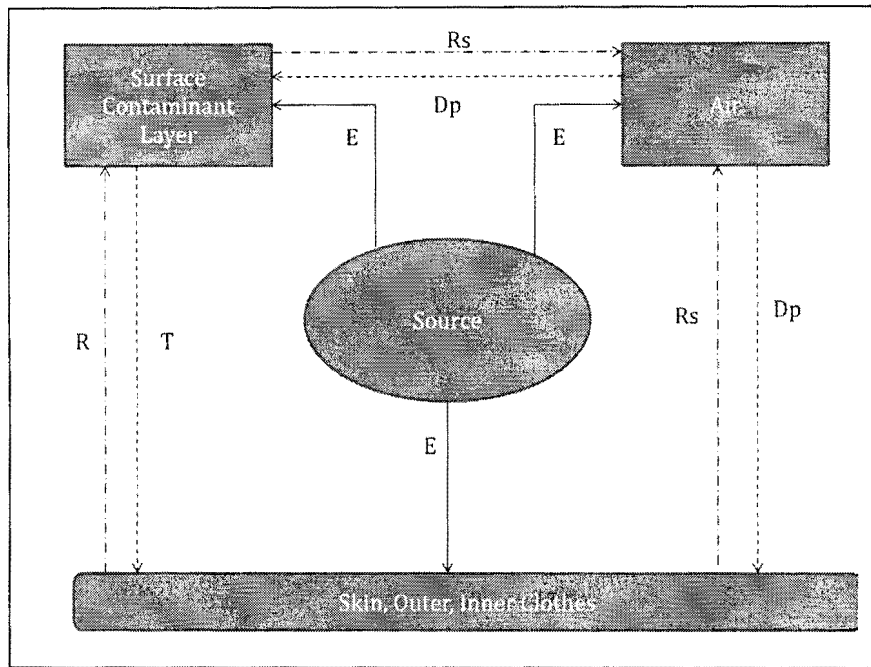 Rs
Surface
Contaminant
Layer
Air
Dp
E
E
Source
R
T
Rs
Dp
E
Skin, Outer, Inner Clothes